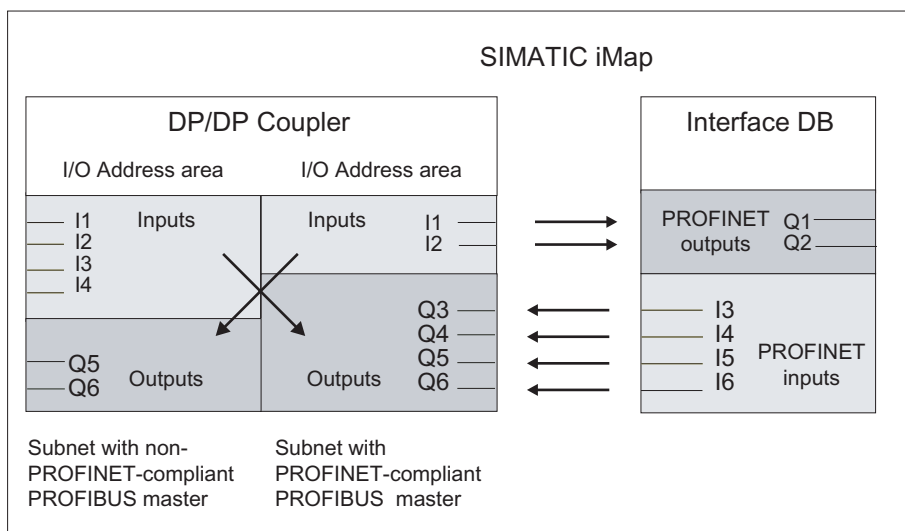 SIMATIC iMap
DP/DP Coupler
I/O Address area
I/O Address area
I1
I2
I3
I4
Inputs
Inputs
I1
I2
Q5
Q6
Outputs
Outputs
Q3
Q4
Q5
Q6
Interface DB
PROFINET
outputs
Q1
Q2
I3
I4
I5
I6
PROFINET
inputs
Subnet with non-
PROFINET-compliant
PROFIBUS master
Subnet with
PROFINET-compliant
PROFIBUS master